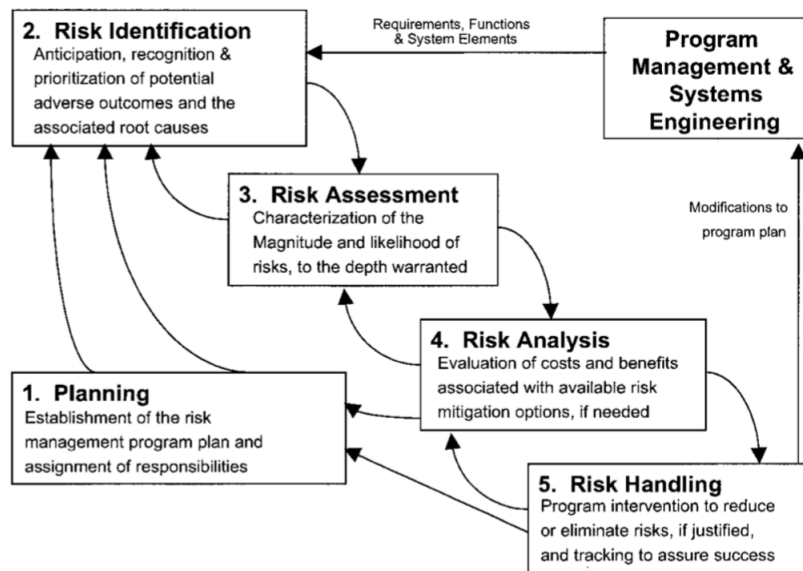 2. Risk Identification
Anticipation, recognition &
prioritization of potential
adverse outcomes and the
associated root causes
Requirements, Functions
& System Elements
Program
Management &
Systems
Engineering
3. Risk Assessment
Characterization of the
Magnitude and likelihood of
risks, to the depth warranted
Modifications to
program plan
4. Risk Analysis
Evaluation of costs and benefits
associated with available risk
mitigation options, if needed
1. Planning
Establishment of the risk
management program plan and
assignment of responsibilities
5. Risk Handling
Program intervention to reduce
or eliminate risks, if justified,
and tracking to assure success